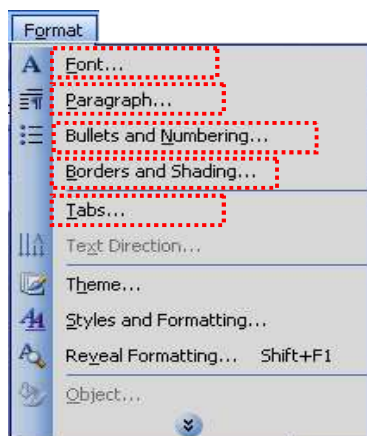 Format
Font...
Paragraph...
Bullets and Numbering...
Borders and Shading...
Tabs...
Text Direction...
Theme...
Styles and Formatting...
Reveal Formatting... Shift+F1
Object...